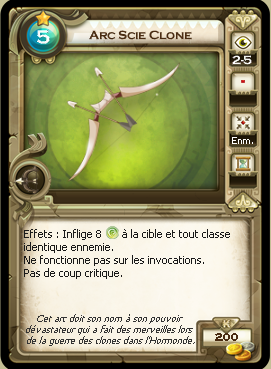 5
Arc Scie Clone
2-5
Enm.
Effets : Inflige 8 à la cible et tout classe
identique ennemie.
Ne fonctionne pas sur les invocations.
Pas de coup critique.
Cet arc doit son nom à son pouvoir
dévastateur qui a fait des merveilles lors
de la guerre des clones dans l'Hormonde.
K
200